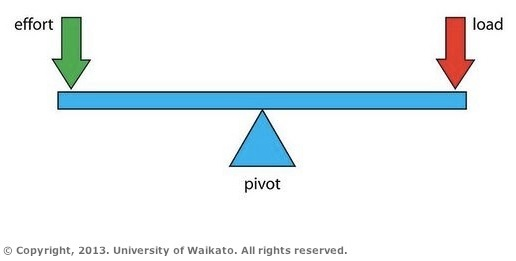 effort
load
pivot
© Copyright, 2013. University of Waikato. All rights reserved.